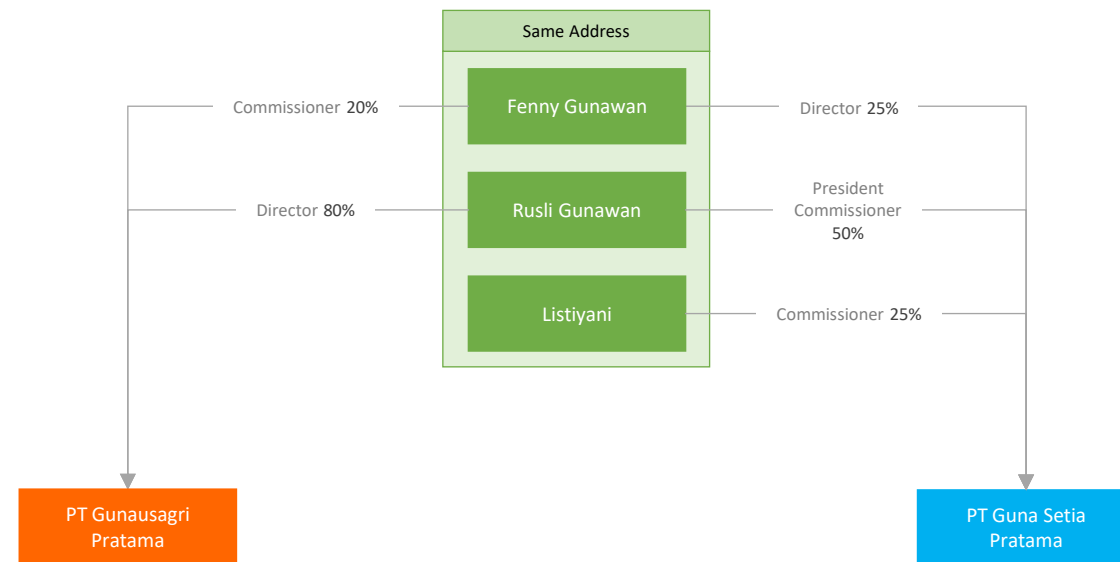 Same Address
Commissioner 20%
Fenny Gunawan
Director 25%
Director 80%
Rusli Gunawan
President
Commissioner
50%
Listiyani
Commissioner 25%
PT Gunausagri
Pratama
PT Guna Setia
Pratama